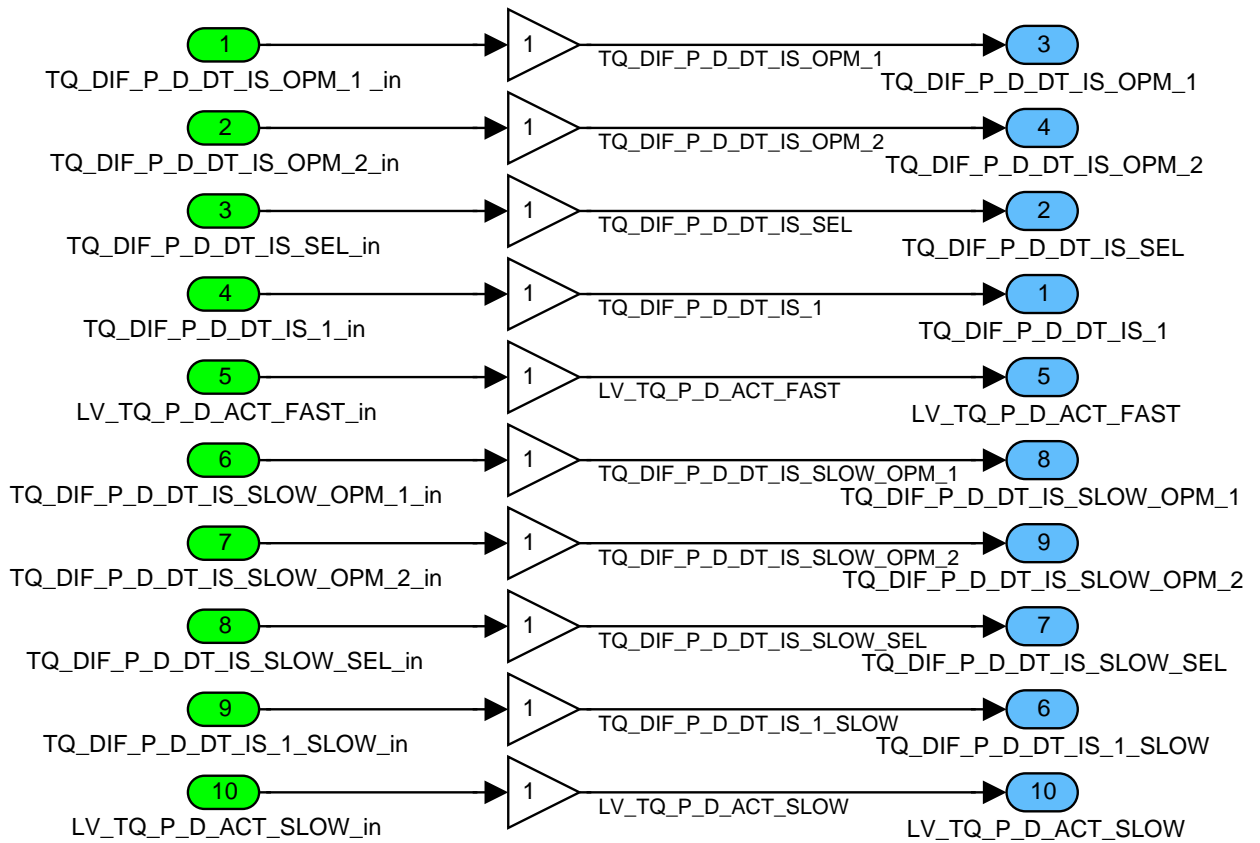 1 1 3
TQ_DIF_P_D_DT_IS_OPM_1
TQ_DIF_P_D_DT_IS_OPM_1 _in TQ_DIF_P_D_DT_IS_OPM_1
2 1 4
TQ_DIF_P_D_DT_IS_OPM_2
TQ_DIF_P_D_DT_IS_OPM_2_in TQ_DIF_P_D_DT_IS_OPM_2
3 1 2
TQ_DIF_P_D_DT_IS_SEL
TQ_DIF_P_D_DT_IS_SEL_in TQ_DIF_P_D_DT_IS_SEL
4 1 1
TQ_DIF_P_D_DT_IS_1
TQ_DIF_P_D_DT_IS_1_in TQ_DIF_P_D_DT_IS_1
5 1 5
LV_TQ_P_D_ACT_FAST
LV_TQ_P_D_ACT_FAST_in LV_TQ_P_D_ACT_FAST
6 1 8
TQ_DIF_P_D_DT_IS_SLOW_OPM_1
TQ_DIF_P_D_DT_IS_SLOW_OPM_1_in TQ_DIF_P_D_DT_IS_SLOW_OPM_1
7 1 9
TQ_DIF_P_D_DT_IS_SLOW_OPM_2
TQ_DIF_P_D_DT_IS_SLOW_OPM_2_in TQ_DIF_P_D_DT_IS_SLOW_OPM_2
8 1 7
TQ_DIF_P_D_DT_IS_SLOW_SEL
TQ_DIF_P_D_DT_IS_SLOW_SEL_in TQ_DIF_P_D_DT_IS_SLOW_SEL
9 1 6
TQ_DIF_P_D_DT_IS_1_SLOW
TQ_DIF_P_D_DT_IS_1_SLOW_in TQ_DIF_P_D_DT_IS_1_SLOW
10 1 10
LV_TQ_P_D_ACT_SLOW
LV_TQ_P_D_ACT_SLOW_in LV_TQ_P_D_ACT_SLOW